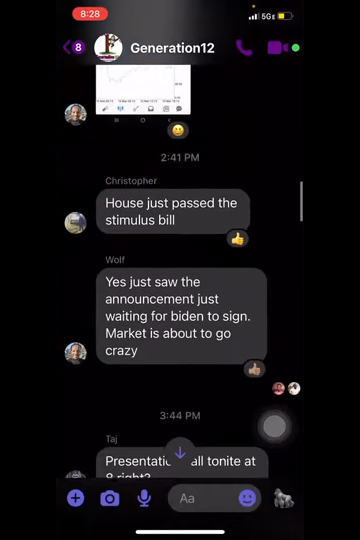 8:28
5GE
8
Generation12
2:41 PM
Christopher
House just passed the
stimulus bill
Wolf
Yes just saw the
announcement just
waiting for biden to sign.
Market is about to go
crazy
3:44 PM
Taj
all tonite at
8 right?
Aa